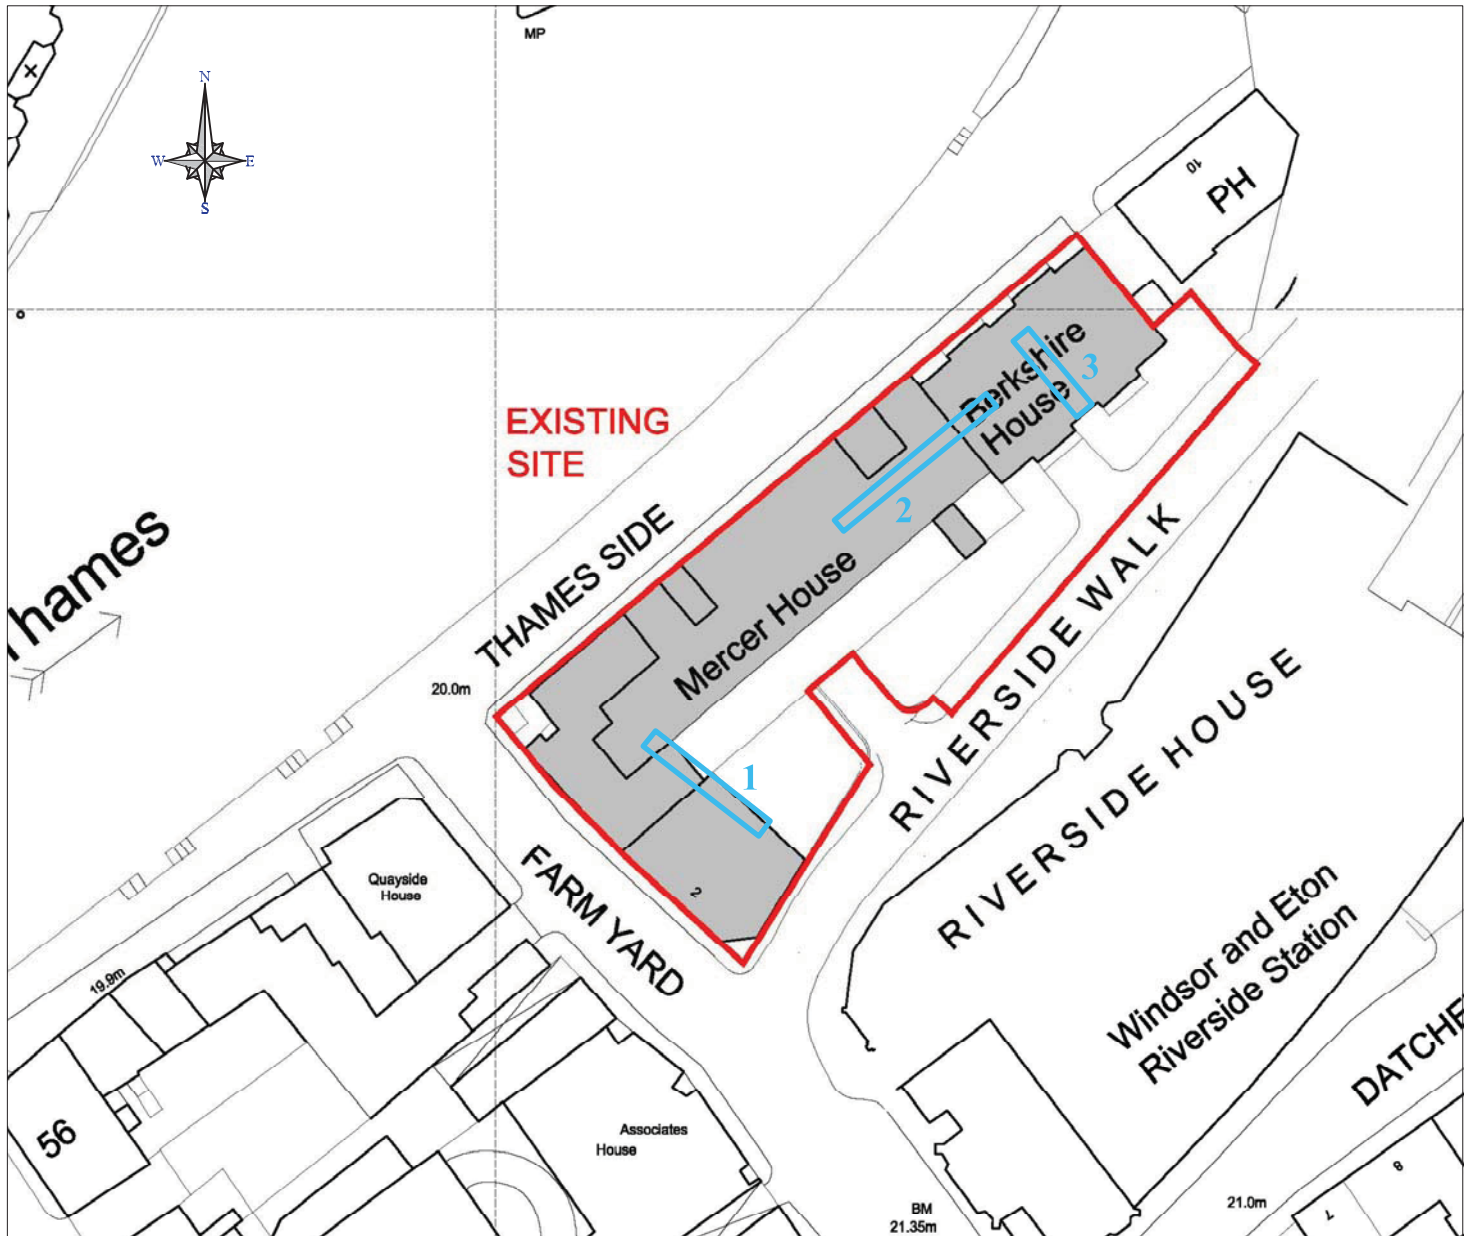 MP
N
W
E
S
10
PH
EXISTING
SITE
Berkshire
House
3
2
Thames
THAMES SIDE
Mercer House
RIVERSIDE WALK
20.0m
1
RIVERSIDE HOUSE
2
Quayside
House
FARM YARD
Windsor and Eton
Riverside Station
19.9m
DATCHE
56
Associates
House
8
7
21.0m
BM
21.35m